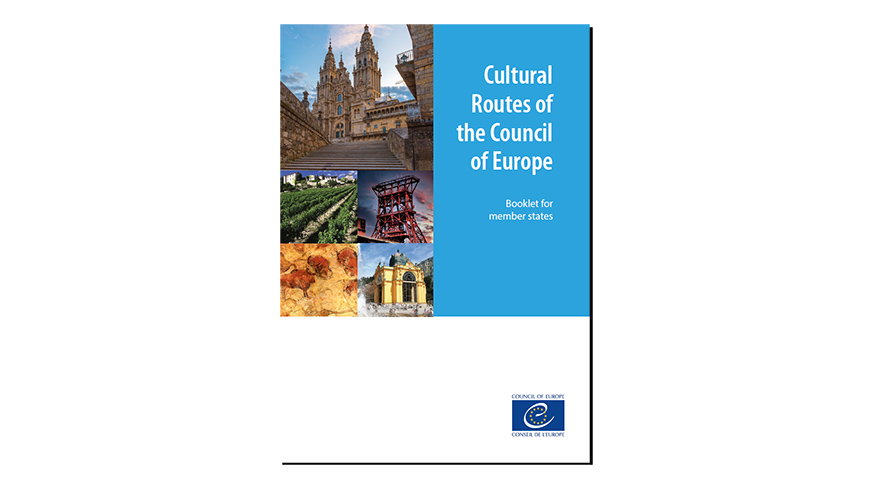 Cultural
Routes of
the Council
of Europe
Booklet for
member states
COUNCIL OF EUROPE
CONSEIL DE L'EUROPE